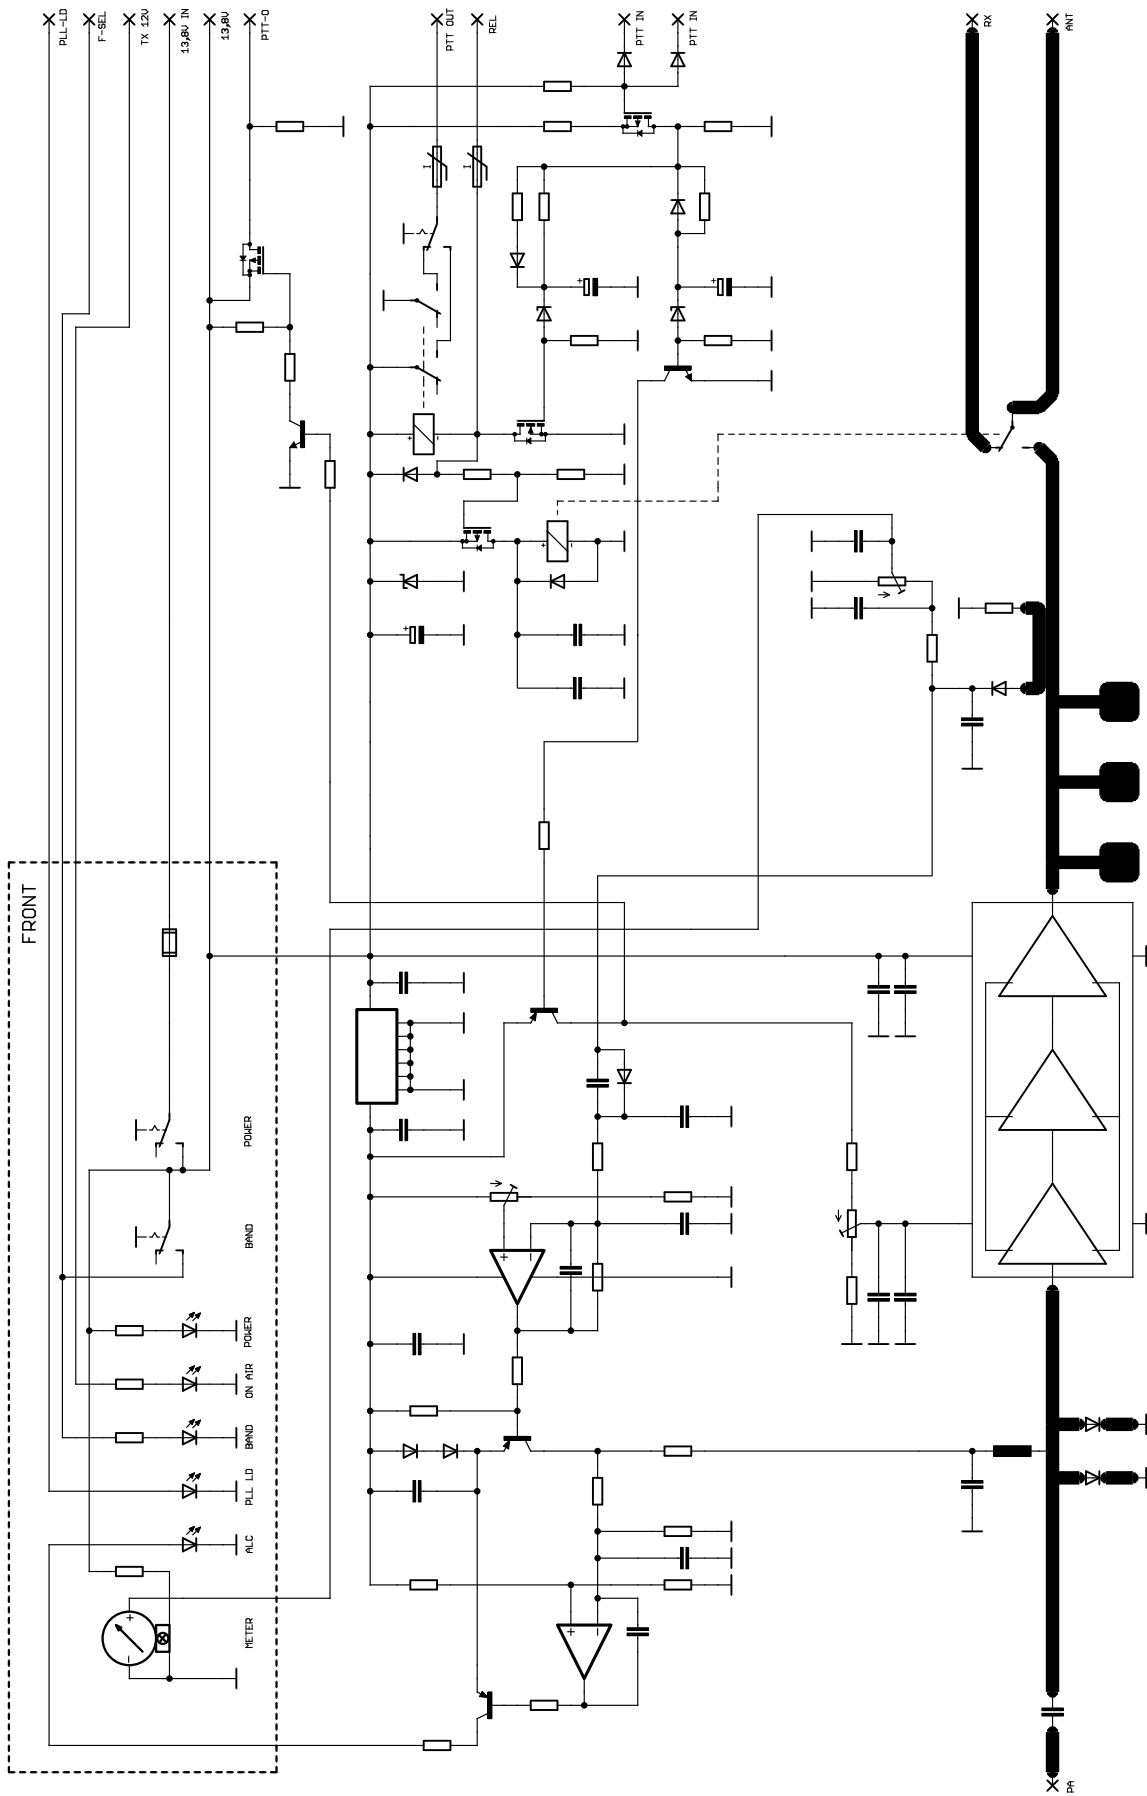 PLL-LD
F-SEL
TX 12V
13,8V IN
13,8V
PTT-O
PTT OUT
REL
PTT IN
PTT IN
RX
ANT
I
I
FRONT
POWER
BAND
POWER
ON AIR
BAND
PLL LD
ALC
METER
PA